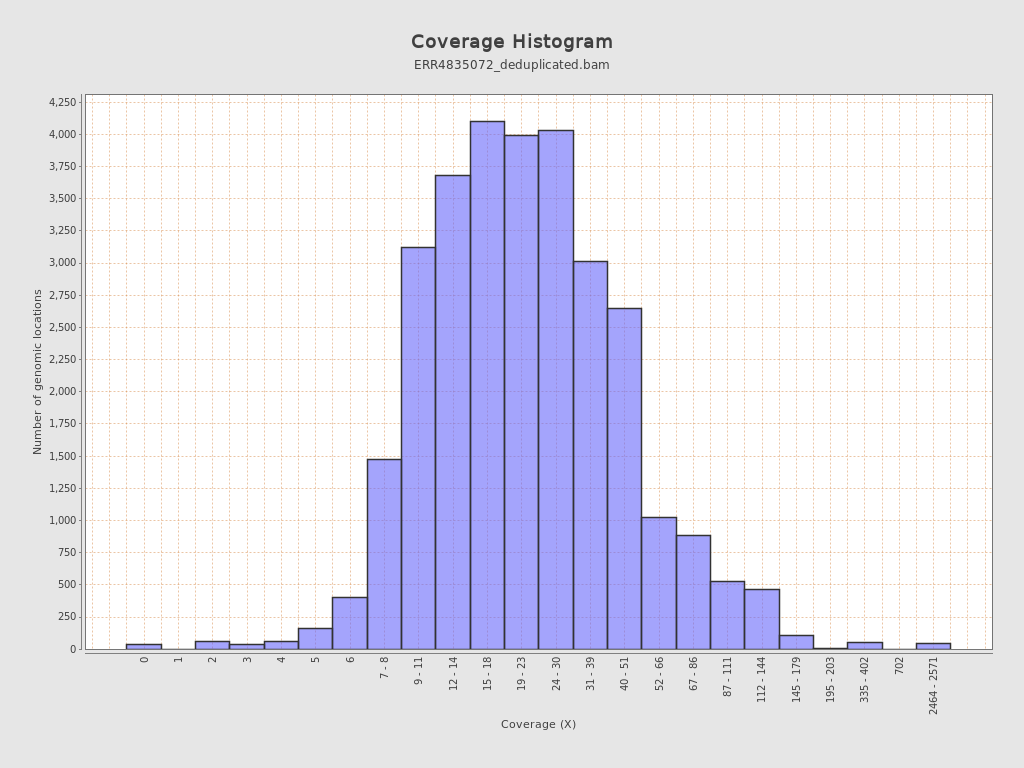 Coverage Histogram
ERR4835072_deduplicated.bam
Number of genomic locations
4,250
4,000
3,750
3,500
3,250
3,000
2,750
2,500
2,250
2,000
1,750
1,500
1,250
1,000
750
500
250
0
0
1
2
3
4
5
6
7 - 8
9 - 11
12 - 14
15 - 18
19 - 23
24 - 30
31 - 39
40 - 51
52 - 66
67 - 86
87 - 111
112 - 144
145 - 179
195 - 203
335 - 402
702
2464 - 2571
Coverage (X)